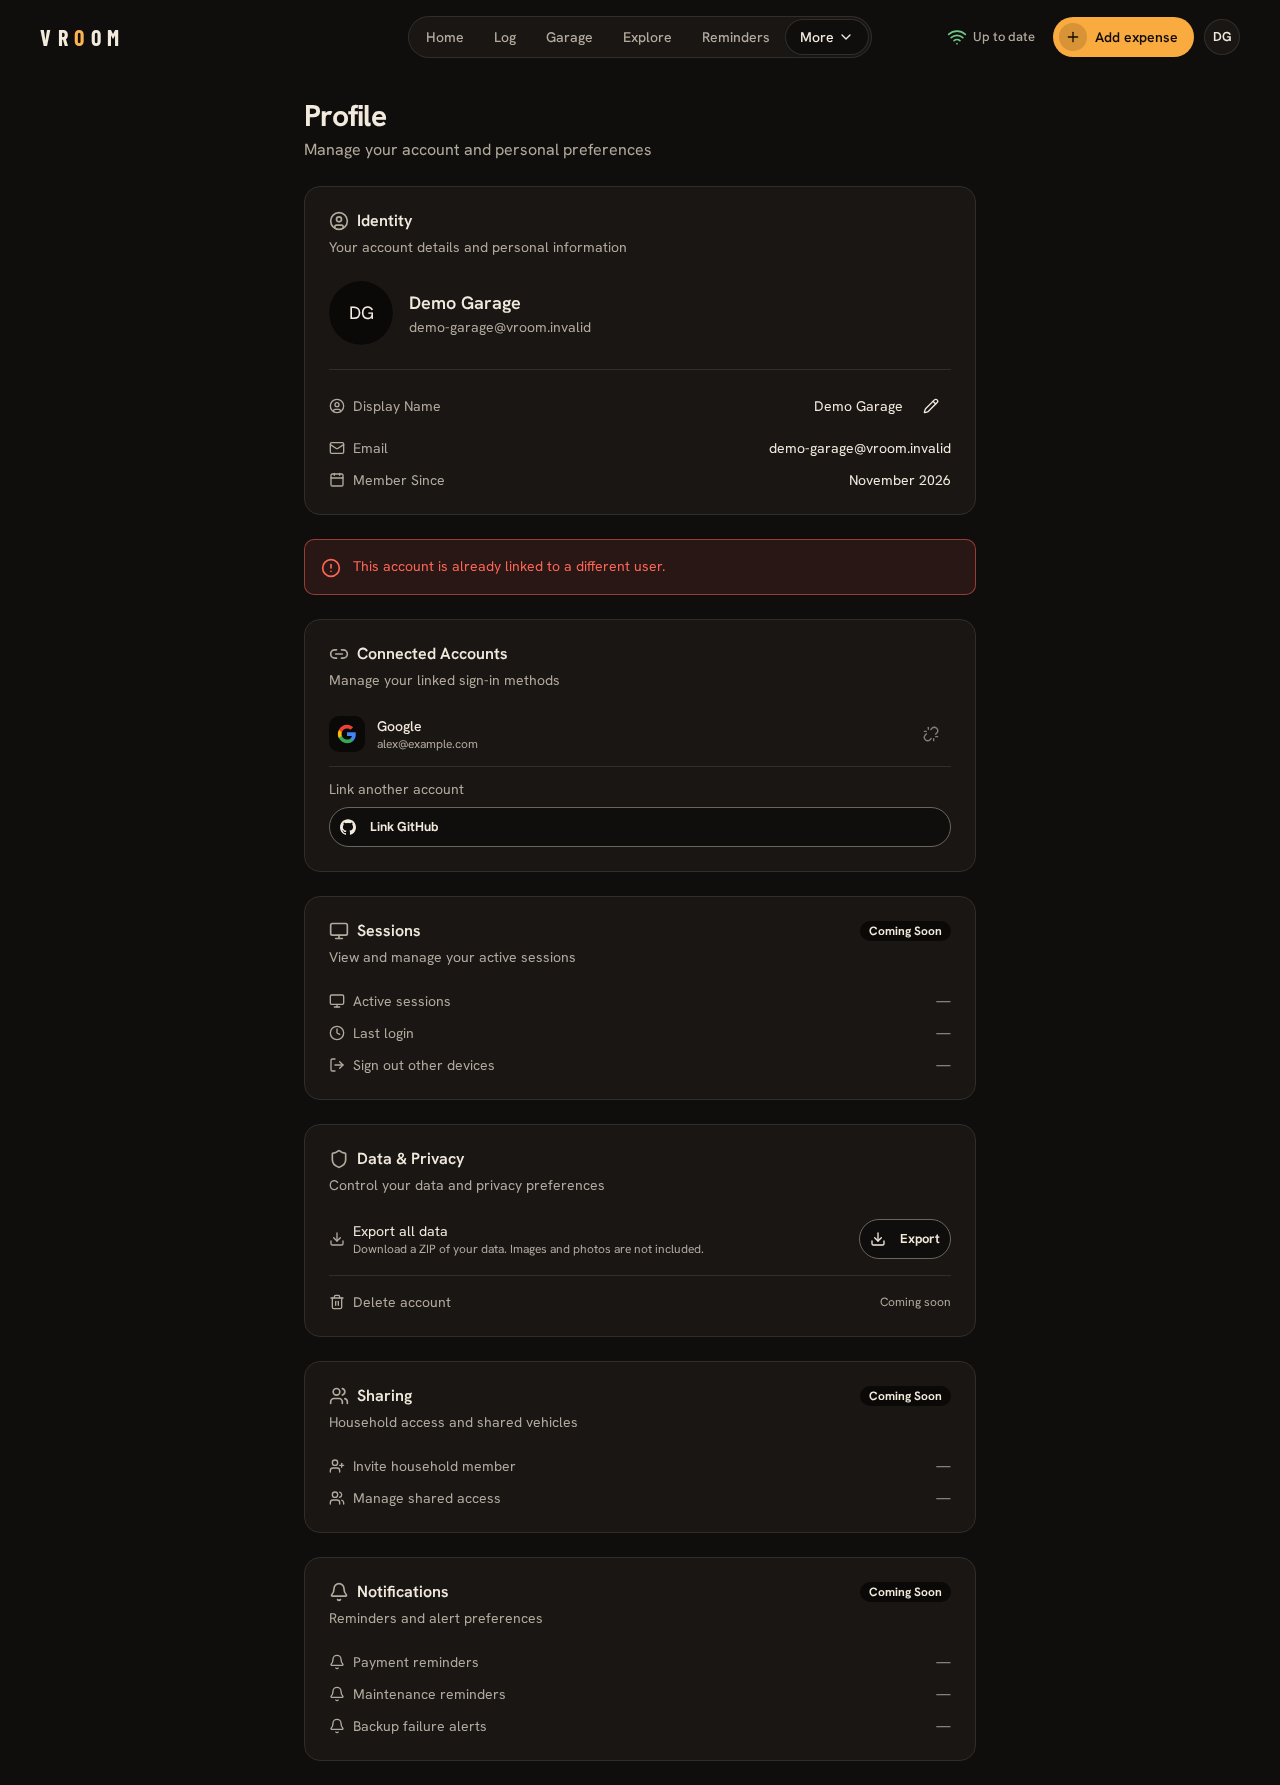 VROOM
Home
Log
Garage
Explore
Reminders
More
Up to date
Add expense
DG
Profile
Manage your account and personal preferences
Identity
Your account details and personal information
DG
Demo Garage
demo-garage@vroom.invalid
Display Name
Demo Garage
Email
demo-garage@vroom.invalid
Member Since
November 2026
This account is already linked to a different user.
Connected Accounts
Manage your linked sign-in methods
Google
alex@example.com
Link another account
Link GitHub
Sessions
Coming Soon
View and manage your active sessions
Active sessions
—
Last login
—
Sign out other devices
—
Data & Privacy
Control your data and privacy preferences
Export all data
Download a ZIP of your data. Images and photos are not included.
Export
Delete account
Coming soon
Sharing
Coming Soon
Household access and shared vehicles
Invite household member
—
Manage shared access
—
Notifications
Coming Soon
Reminders and alert preferences
Payment reminders
—
Maintenance reminders
—
Backup failure alerts
—